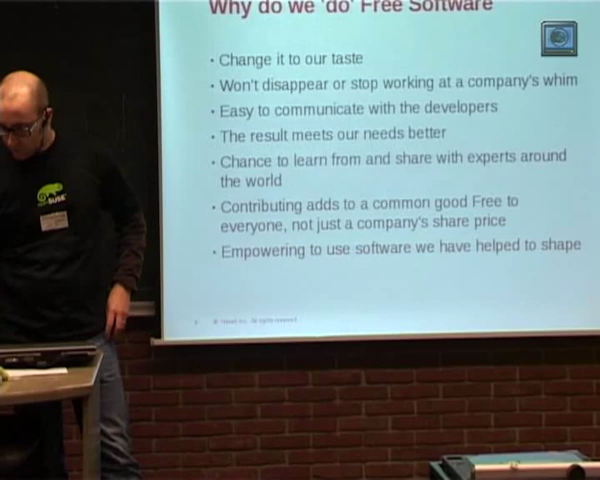 Why do we 'do' Free Software
• Change it to our taste
• Won't disappear or stop working at a company's whim
• Easy to communicate with the developers
• The result meets our needs better
• Chance to learn from and share with experts around
the world
• Contributing adds to a common good Free to
everyone, not just a company's share price
• Empowering to use software we have helped to shape
SUSE